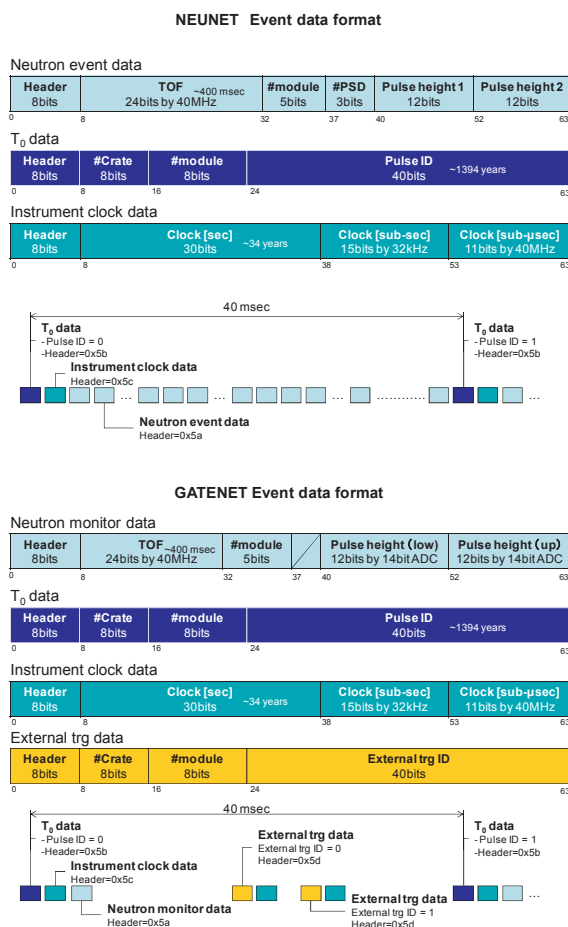 NEUNET Event data format
Neutron event data
Header TOF ~400 msec #module #PSD Pulse height 1 Pulse height 2
8bits 24bits by 40MHz 5bits 3bits 12bits 12bits
0 8 32 37 40 52 63
T0 data
Header #Crate #module Pulse ID ~1394 years
8bits 8bits 8bits 40bits
0 8 16 24 63
Instrument clock data
Header Clock [sec] ~34 years Clock [sub-sec] Clock [sub-μsec]
8bits 30bits 15bits by 32kHz 11bits by 40MHz
0 8 38 53 63
40 msec
T0 data T0 data
- Pulse ID = 0 - Pulse ID = 1
-Header=0x5b -Header=0x5b
Instrument clock data
Header=0x5c
... ... ... ........... ...
Neutron event data
Header=0x5a
GATENET Event data format
Neutron monitor data
Header TOF ~400 msec #module Pulse height (low) Pulse height (up)
8bits 24bits by 40MHz 5bits 12bits by 14bit ADC 12bits by 14bit ADC
0 8 32 37 40 52 63
T0 data
Header #Crate #module Pulse ID ~1394 years
8bits 8bits 8bits 40bits
0 8 16 24 63
Instrument clock data
Header Clock [sec] ~34 years Clock [sub-sec] Clock [sub-μsec]
8bits 30bits 15bits by 32kHz 11bits by 40MHz
0 8 38 53 63
External trg data
Header #Crate #module External trg ID
8bits 8bits 8bits 40bits
0 8 16 24 63
40 msec
T0 data T0 data
- Pulse ID = 0 - Pulse ID = 1
-Header=0x5b -Header=0x5b
External trg data
External trg ID = 0
Header=0x5d
Instrument clock data
Header=0x5c
...
Neutron monitor data
Header=0x5a
External trg data
External trg ID = 1
Header=0x5d